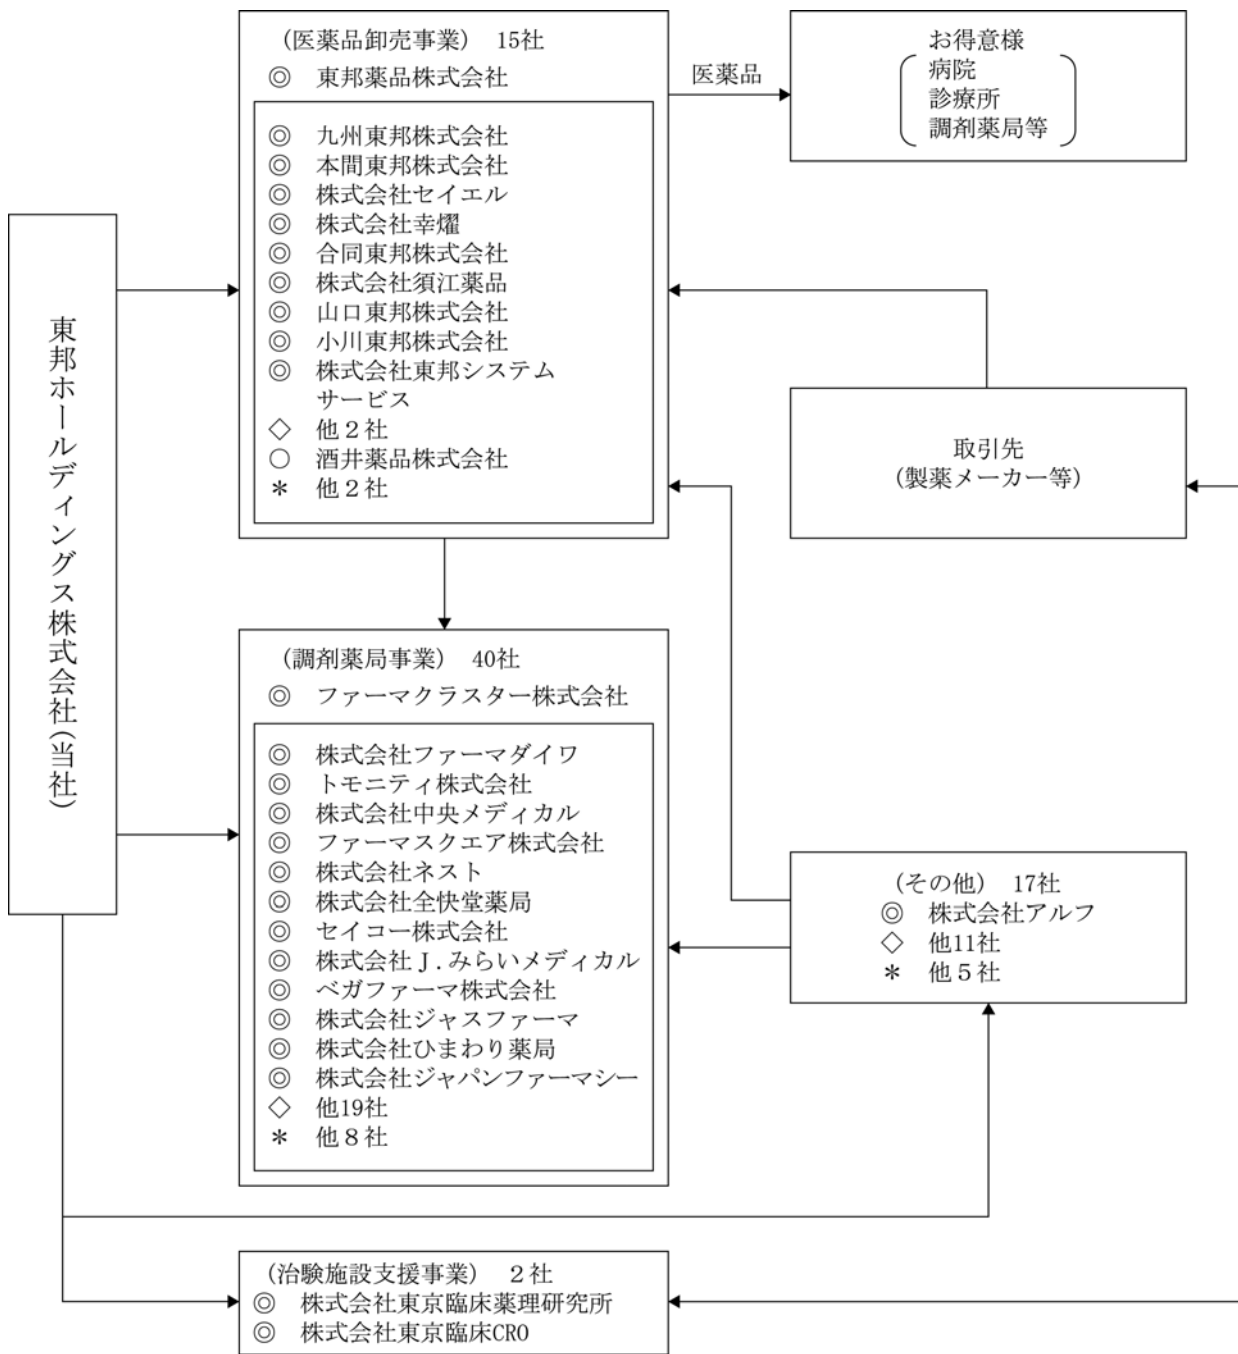 東邦ホールディングス株式会社(当社)
(医薬品卸売事業) 15社
◎ 東邦薬品株式会社
◎ 九州東邦株式会社
◎ 本間東邦株式会社
◎ 株式会社セイエル
◎ 株式会社幸燿
◎ 合同東邦株式会社
◎ 株式会社須江薬品
◎ 山口東邦株式会社
◎ 小川東邦株式会社
◎ 株式会社東邦システム
サービス
◇ 他2社
○ 酒井薬品株式会社
* 他2社
医薬品
お得意様
病院
診療所
調剤薬局等
取引先
(製薬メーカー等)
(調剤薬局事業) 40社
◎ ファーマクラスター株式会社
◎ 株式会社ファーマダイワ
◎ トモニティ株式会社
◎ 株式会社中央メディカル
◎ ファーマスクエア株式会社
◎ 株式会社ネスト
◎ 株式会社全快堂薬局
◎ セイコー株式会社
◎ 株式会社J.みらいメディカル
◎ ベガファーマ株式会社
◎ 株式会社ジャスファーマ
◎ 株式会社ひまわり薬局
◎ 株式会社ジャパンファーマシー
◇ 他19社
* 他8社
(その他) 17社
◎ 株式会社アルフ
◇ 他11社
* 他5社
(治験施設支援事業) 2社
◎ 株式会社東京臨床薬理研究所
◎ 株式会社東京臨床CRO